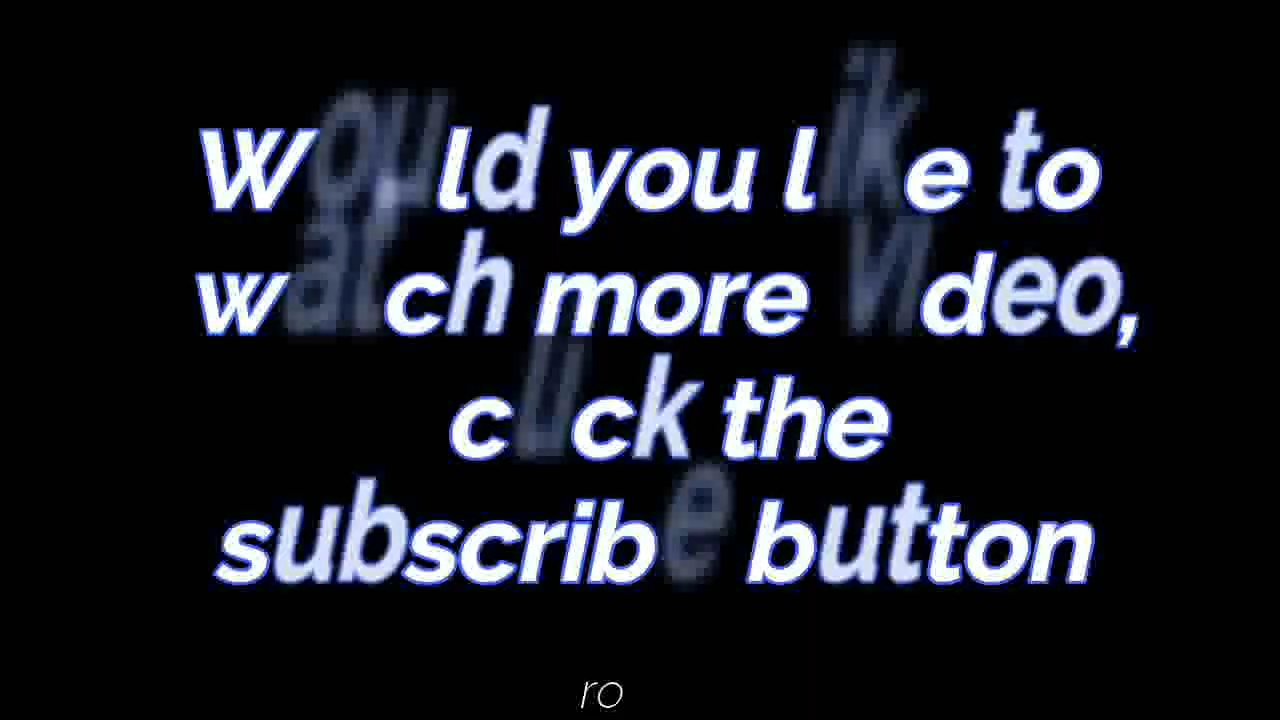 Would you like to
watch more video,
click the
subscribe button
ro